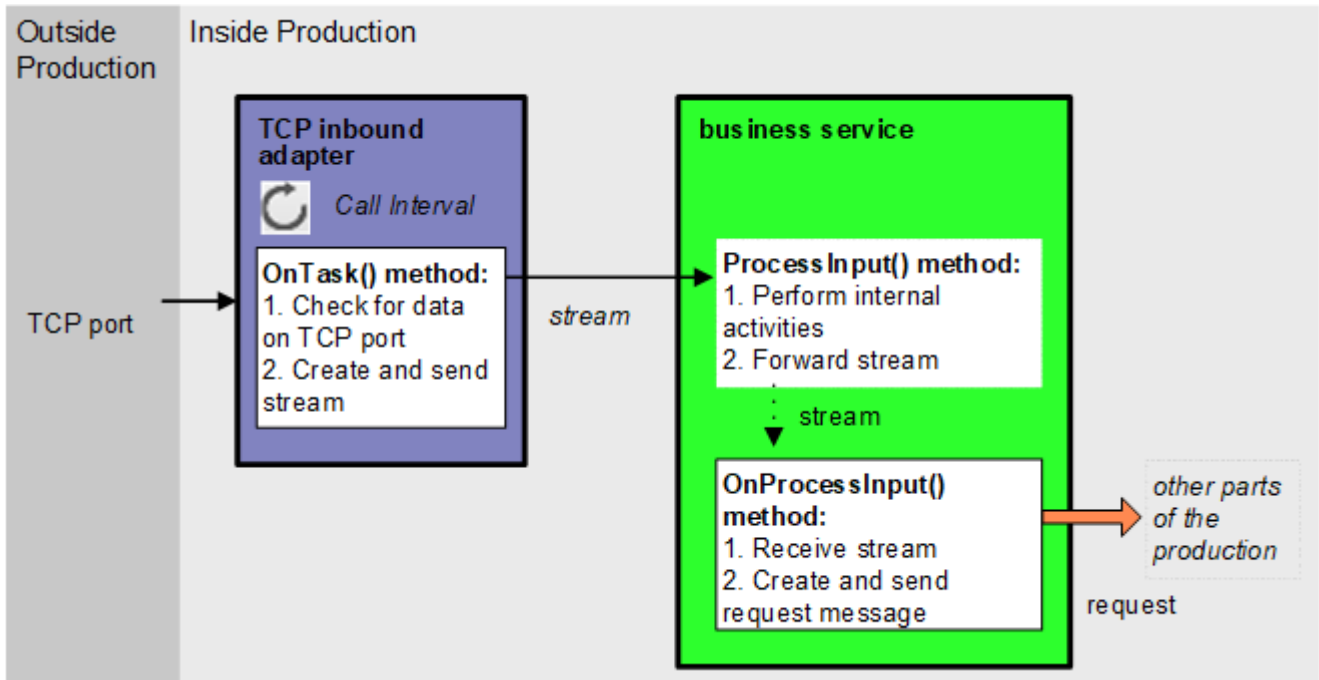 Outside
Production
Inside Production
TCP inbound
adapter
Call Interval
OnTask() method:
1. Check for data
on TCP port
2. Create and send
stream
TCP port
stream
business service
ProcessInput() method:
1. Perform internal
activities
2. Forward stream
stream
OnProcessInput()
method:
1. Receive stream
2. Create and send
request message
other parts
of the
production
request